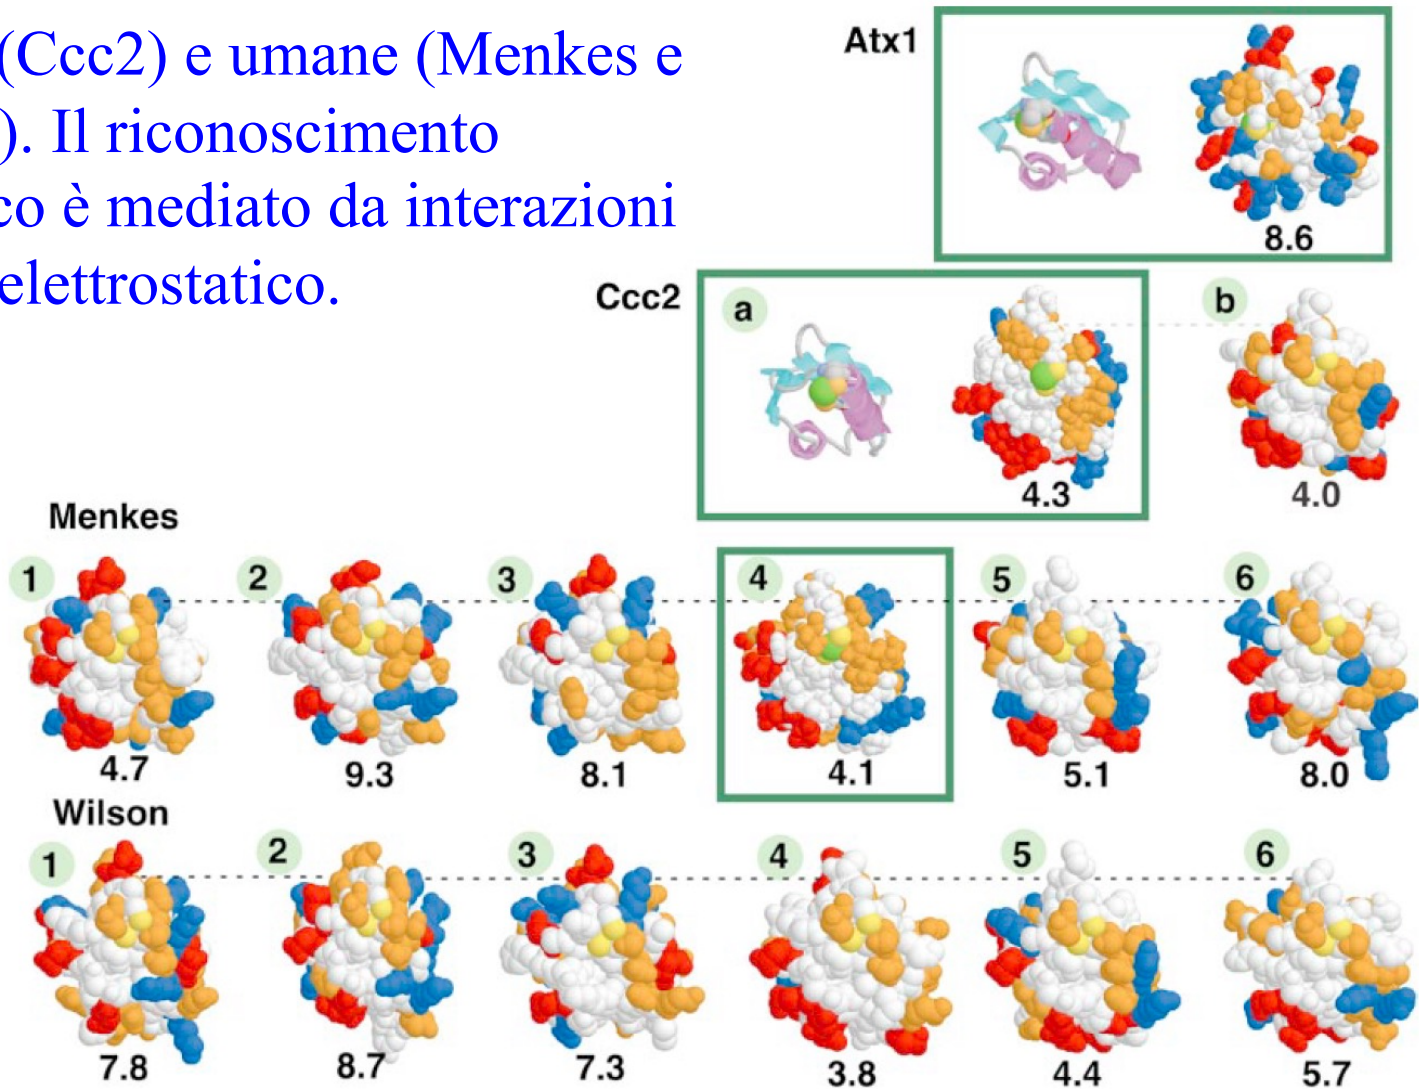 (Ccc2) e umane (Menkes e
). Il riconoscimento
co è mediato da interazioni
elettrostatico.
Atx1
8.6
Ccc2
a
b
4.3
4.0
Menkes
1 2 3 4 5 6
4.7 9.3 8.1 4.1 5.1 8.0
Wilson
1 2 3 4 5 6
7.8 8.7 7.3 3.8 4.4 5.7